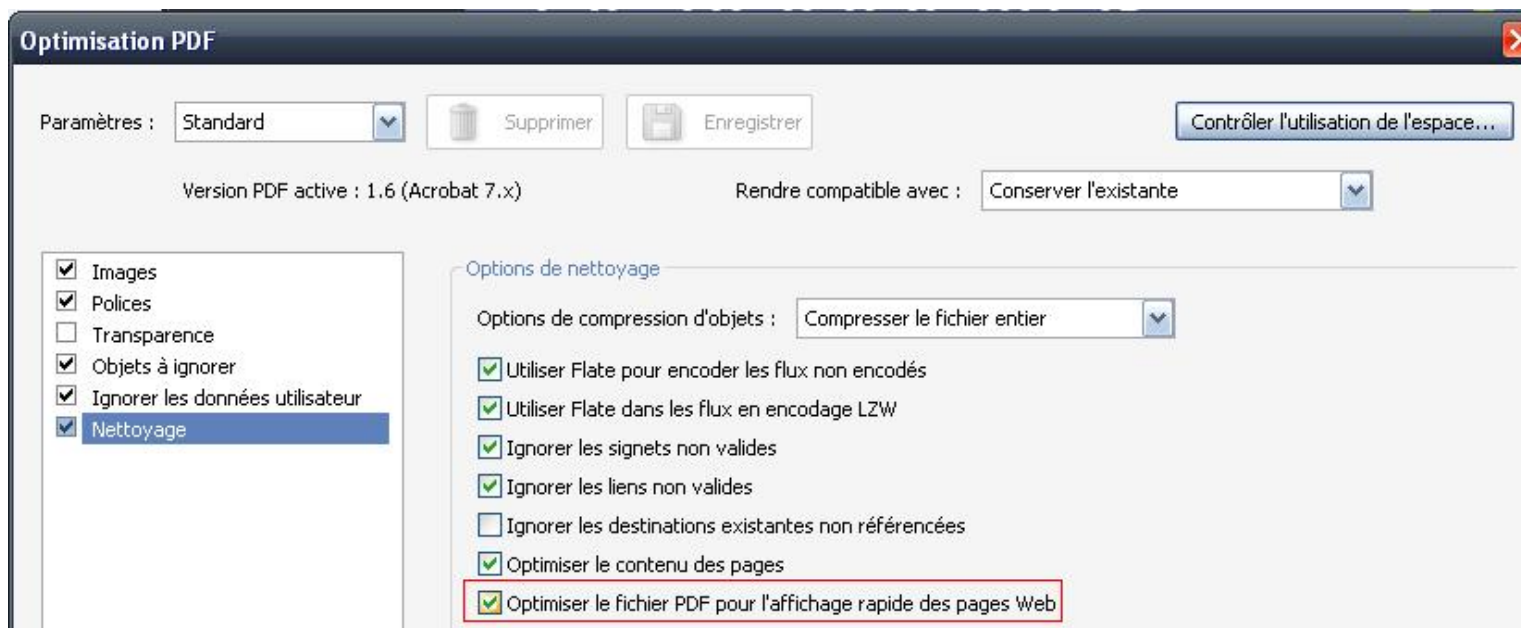 Optimisation PDF
Paramètres : Standard Supprimer Enregistrer Contrôler l'utilisation de l'espace...
Version PDF active : 1.6 (Acrobat 7.x) Rendre compatible avec : Conserver l'existante
Images
Polices
Transparence
Objets à ignorer
Ignorer les données utilisateur
Nettoyage
Options de nettoyage
Options de compression d'objets : Compresser le fichier entier
Utiliser Flate pour encoder les flux non encodés
Utiliser Flate dans les flux en encodage LZW
Ignorer les signets non valides
Ignorer les liens non valides
Ignorer les destinations existantes non référencées
Optimiser le contenu des pages
Optimiser le fichier PDF pour l'affichage rapide des pages Web